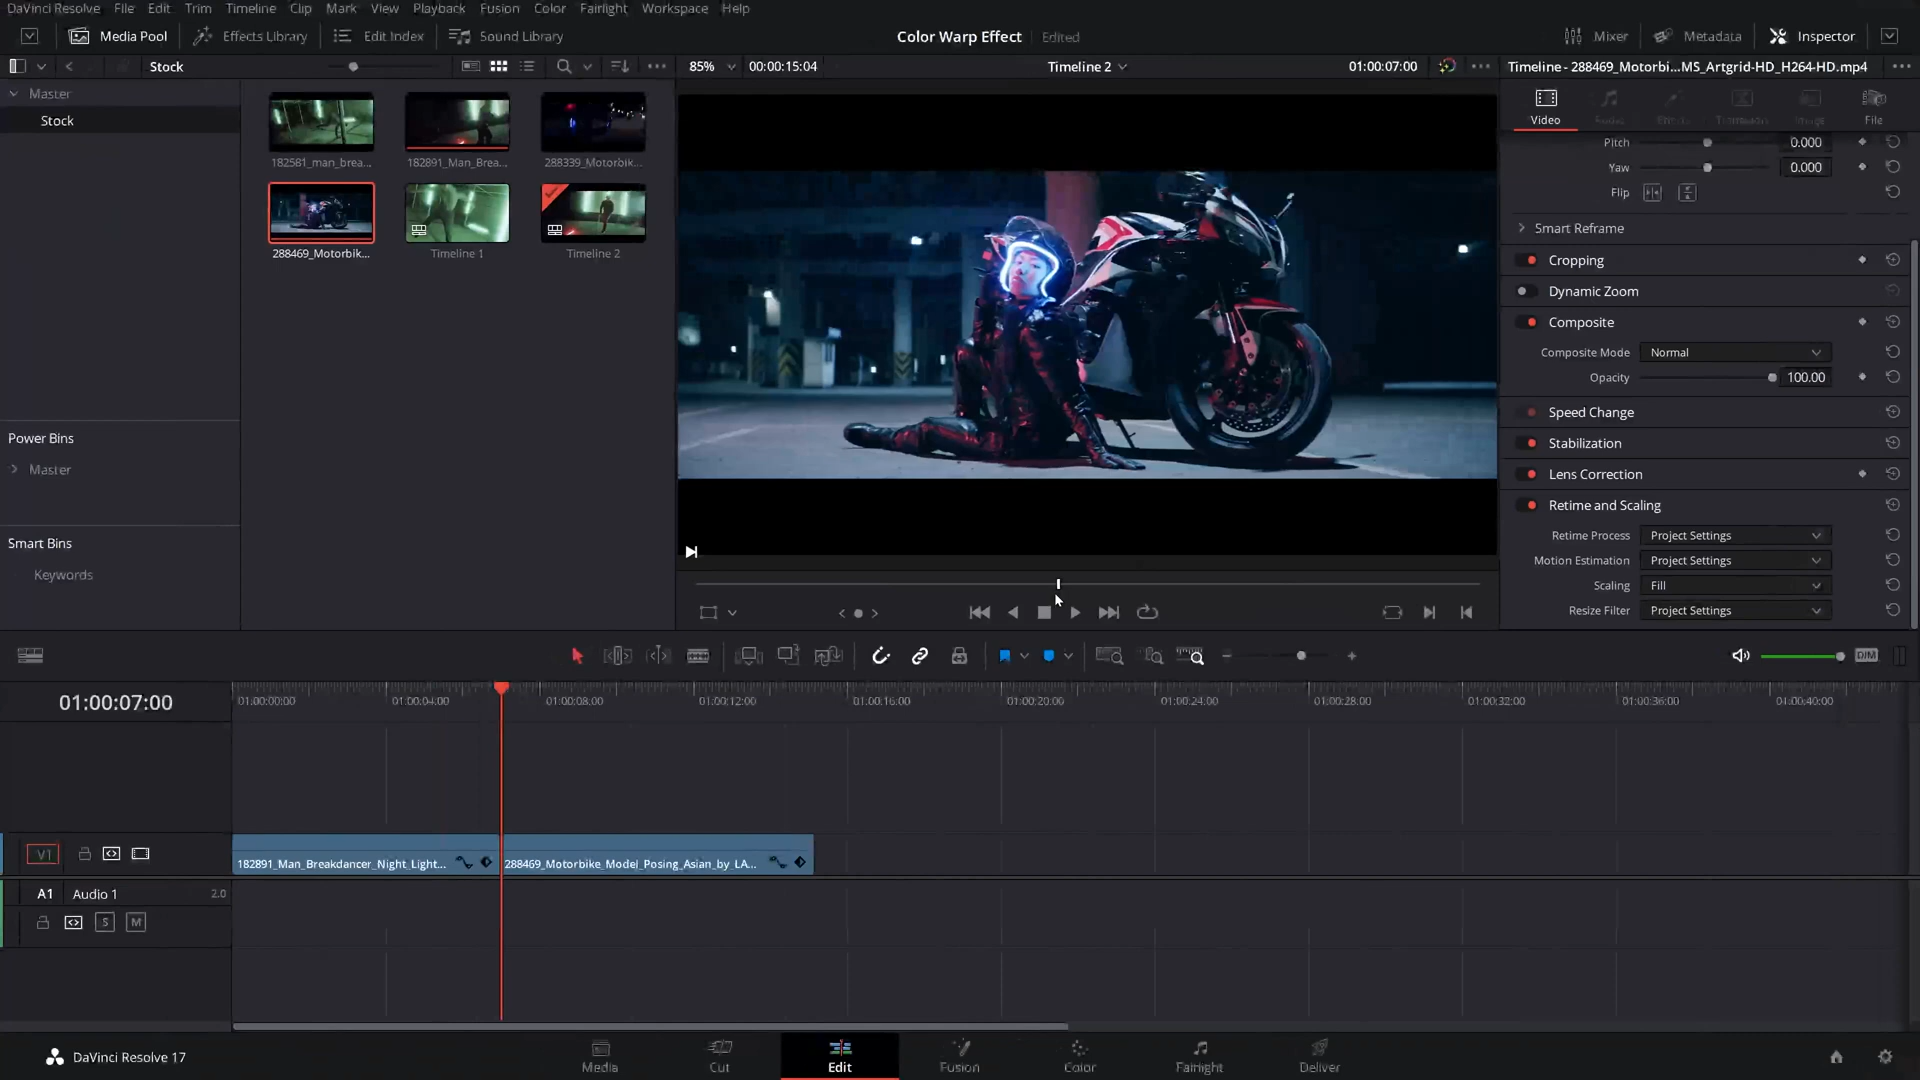 DaVinci Resolve File Edit Trim Timeline Clip Mark View Playback Fusion Color Fairlight Workspace Help
Media Pool Effects Library Edit Index Sound Library Color Warp Effect Edited Mixer Metadata Inspector
Stock 85% 00:00:15:04 Timeline 2 01:00:07:00 Timeline - 288469_Motorbi...MS_Artgrid-HD_H264-HD.mp4
Master
Stock
182581_man_brea... 182891_Man_Brea... 288339_Motorbik...
288469_Motorbik... Timeline 1 Timeline 2
Power Bins
Master
Smart Bins
Keywords
Video Audio Effects Transition Image File
Pitch 0.000
Yaw 0.000
Flip
Smart Reframe
Cropping
Dynamic Zoom
Composite
Composite Mode Normal
Opacity 100.00
Speed Change
Stabilization
Lens Correction
Retime and Scaling
Retime Process Project Settings
Motion Estimation Project Settings
Scaling Fill
Resize Filter Project Settings
DIM
01:00:07:00 01:00:00:00 01:00:04:00 01:00:08:00 01:00:12:00 01:00:16:00 01:00:20:00 01:00:24:00 01:00:28:00 01:00:32:00 01:00:36:00 01:00:40:00
V1 182891_Man_Breakdancer_Night_Light... 288469_Motorbike_Model_Posing_Asian_by_LA...
A1 Audio 1 2.0
S M
DaVinci Resolve 17 Media Cut Edit Fusion Color Fairlight Deliver